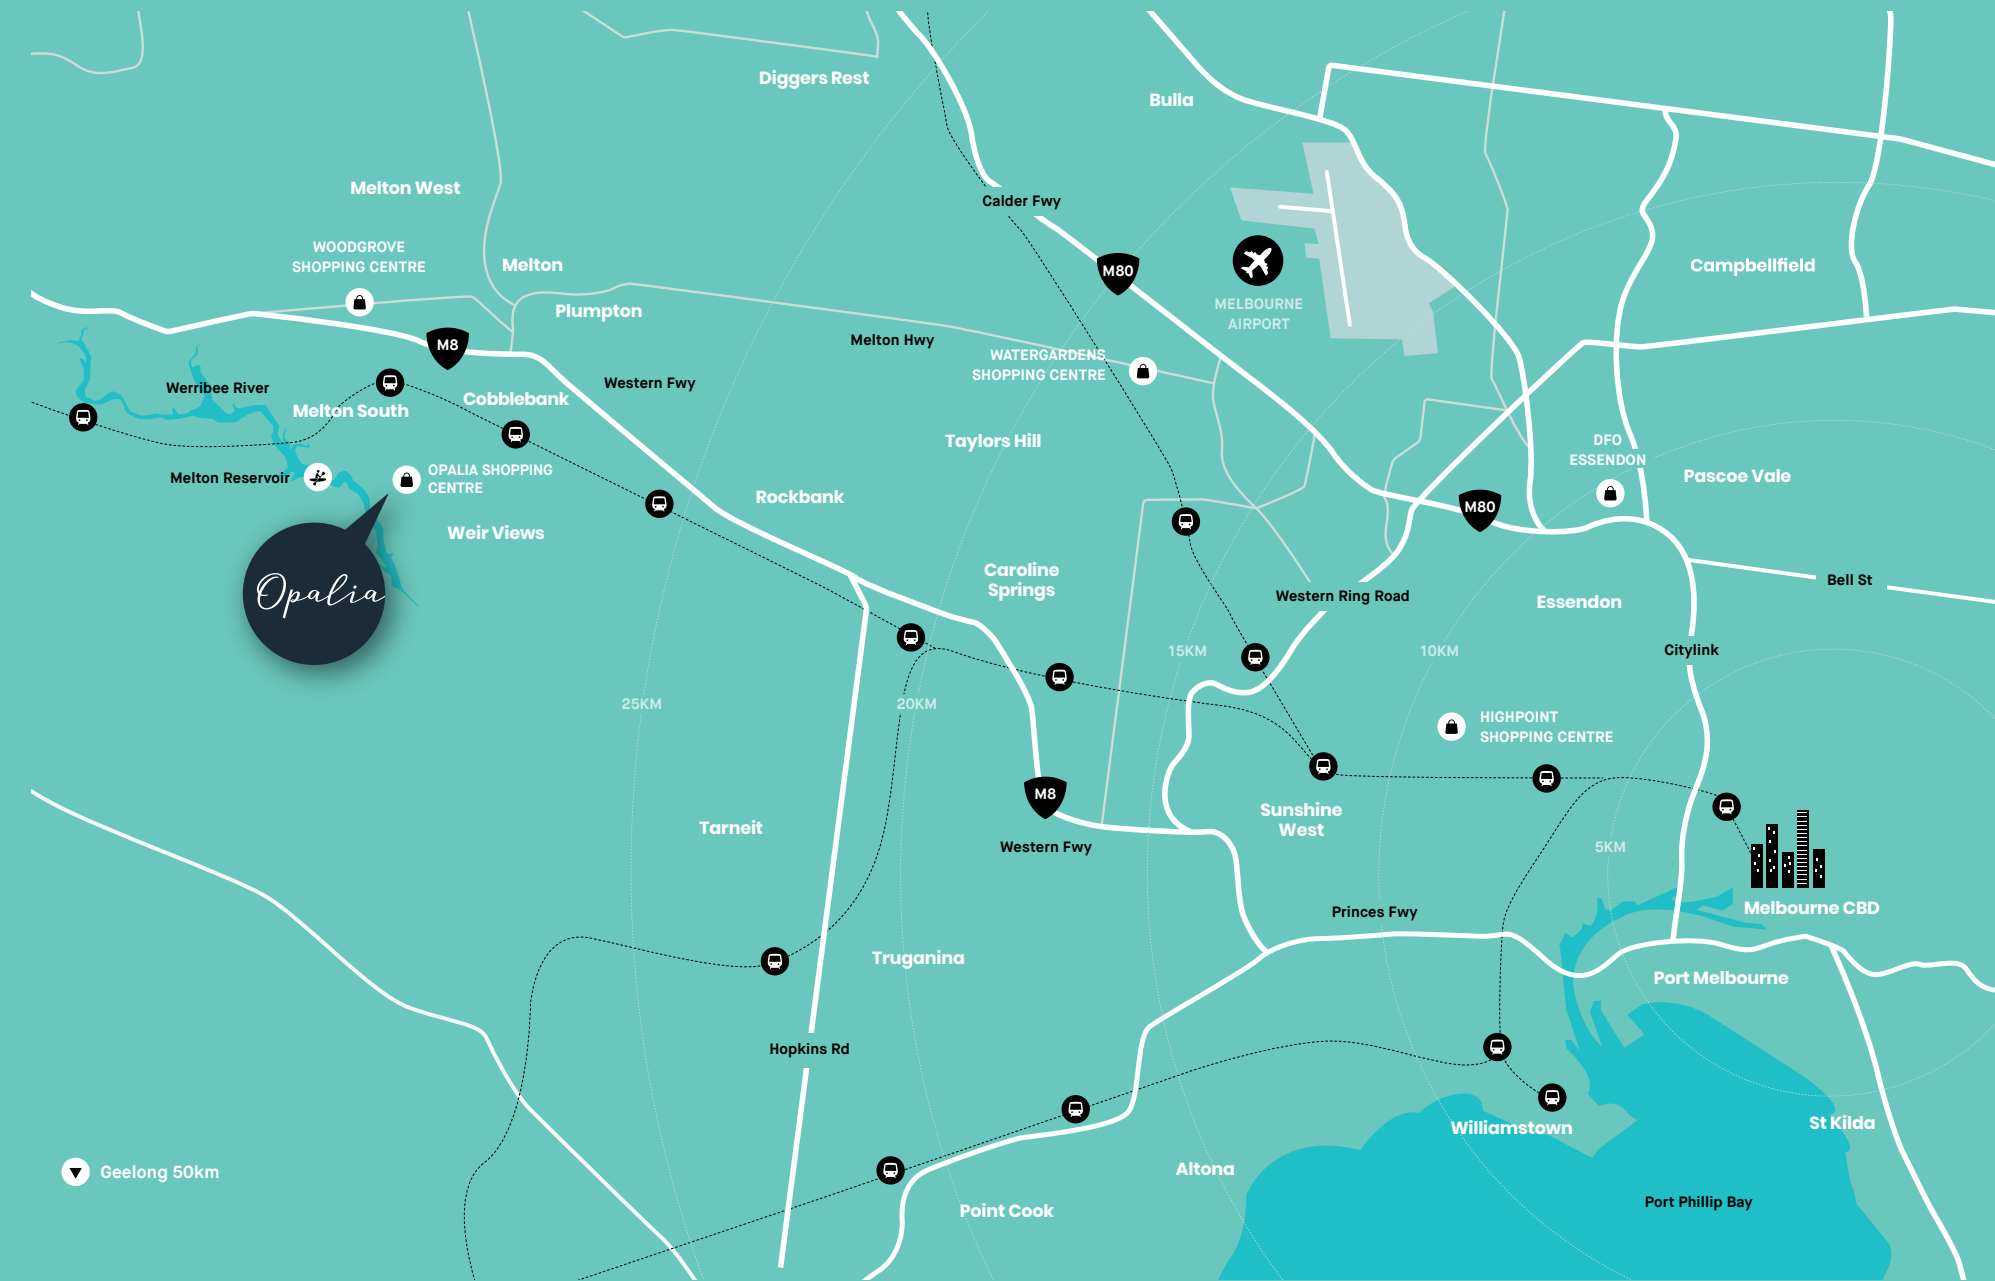 Diggers Rest
Bulla
Melton West
Calder Fwy
WOODGROVE
SHOPPING CENTRE
Melton
M80
Campbellfield
MELBOURNE
AIRPORT
Plumpton
M8
Melton Hwy
WATERGARDENS
SHOPPING CENTRE
Werribee River
Western Fwy
Melton South
Cobblebank
Taylors Hill
DFO
ESSENDON
Melton Reservoir
OPALIA SHOPPING
CENTRE
Rockbank
Pascoe Vale
M80
Weir Views
Caroline
Springs
Opalia
Western Ring Road
Essendon
Bell St
15KM
10KM
Citylink
25KM
20KM
HIGHPOINT
SHOPPING CENTRE
M8
Tarneit
Western Fwy
Sunshine
West
5KM
Princes Fwy
Melbourne CBD
Truganina
Port Melbourne
Hopkins Rd
Williamstown
St Kilda
Geelong 50km
Altona
Point Cook
Port Phillip Bay